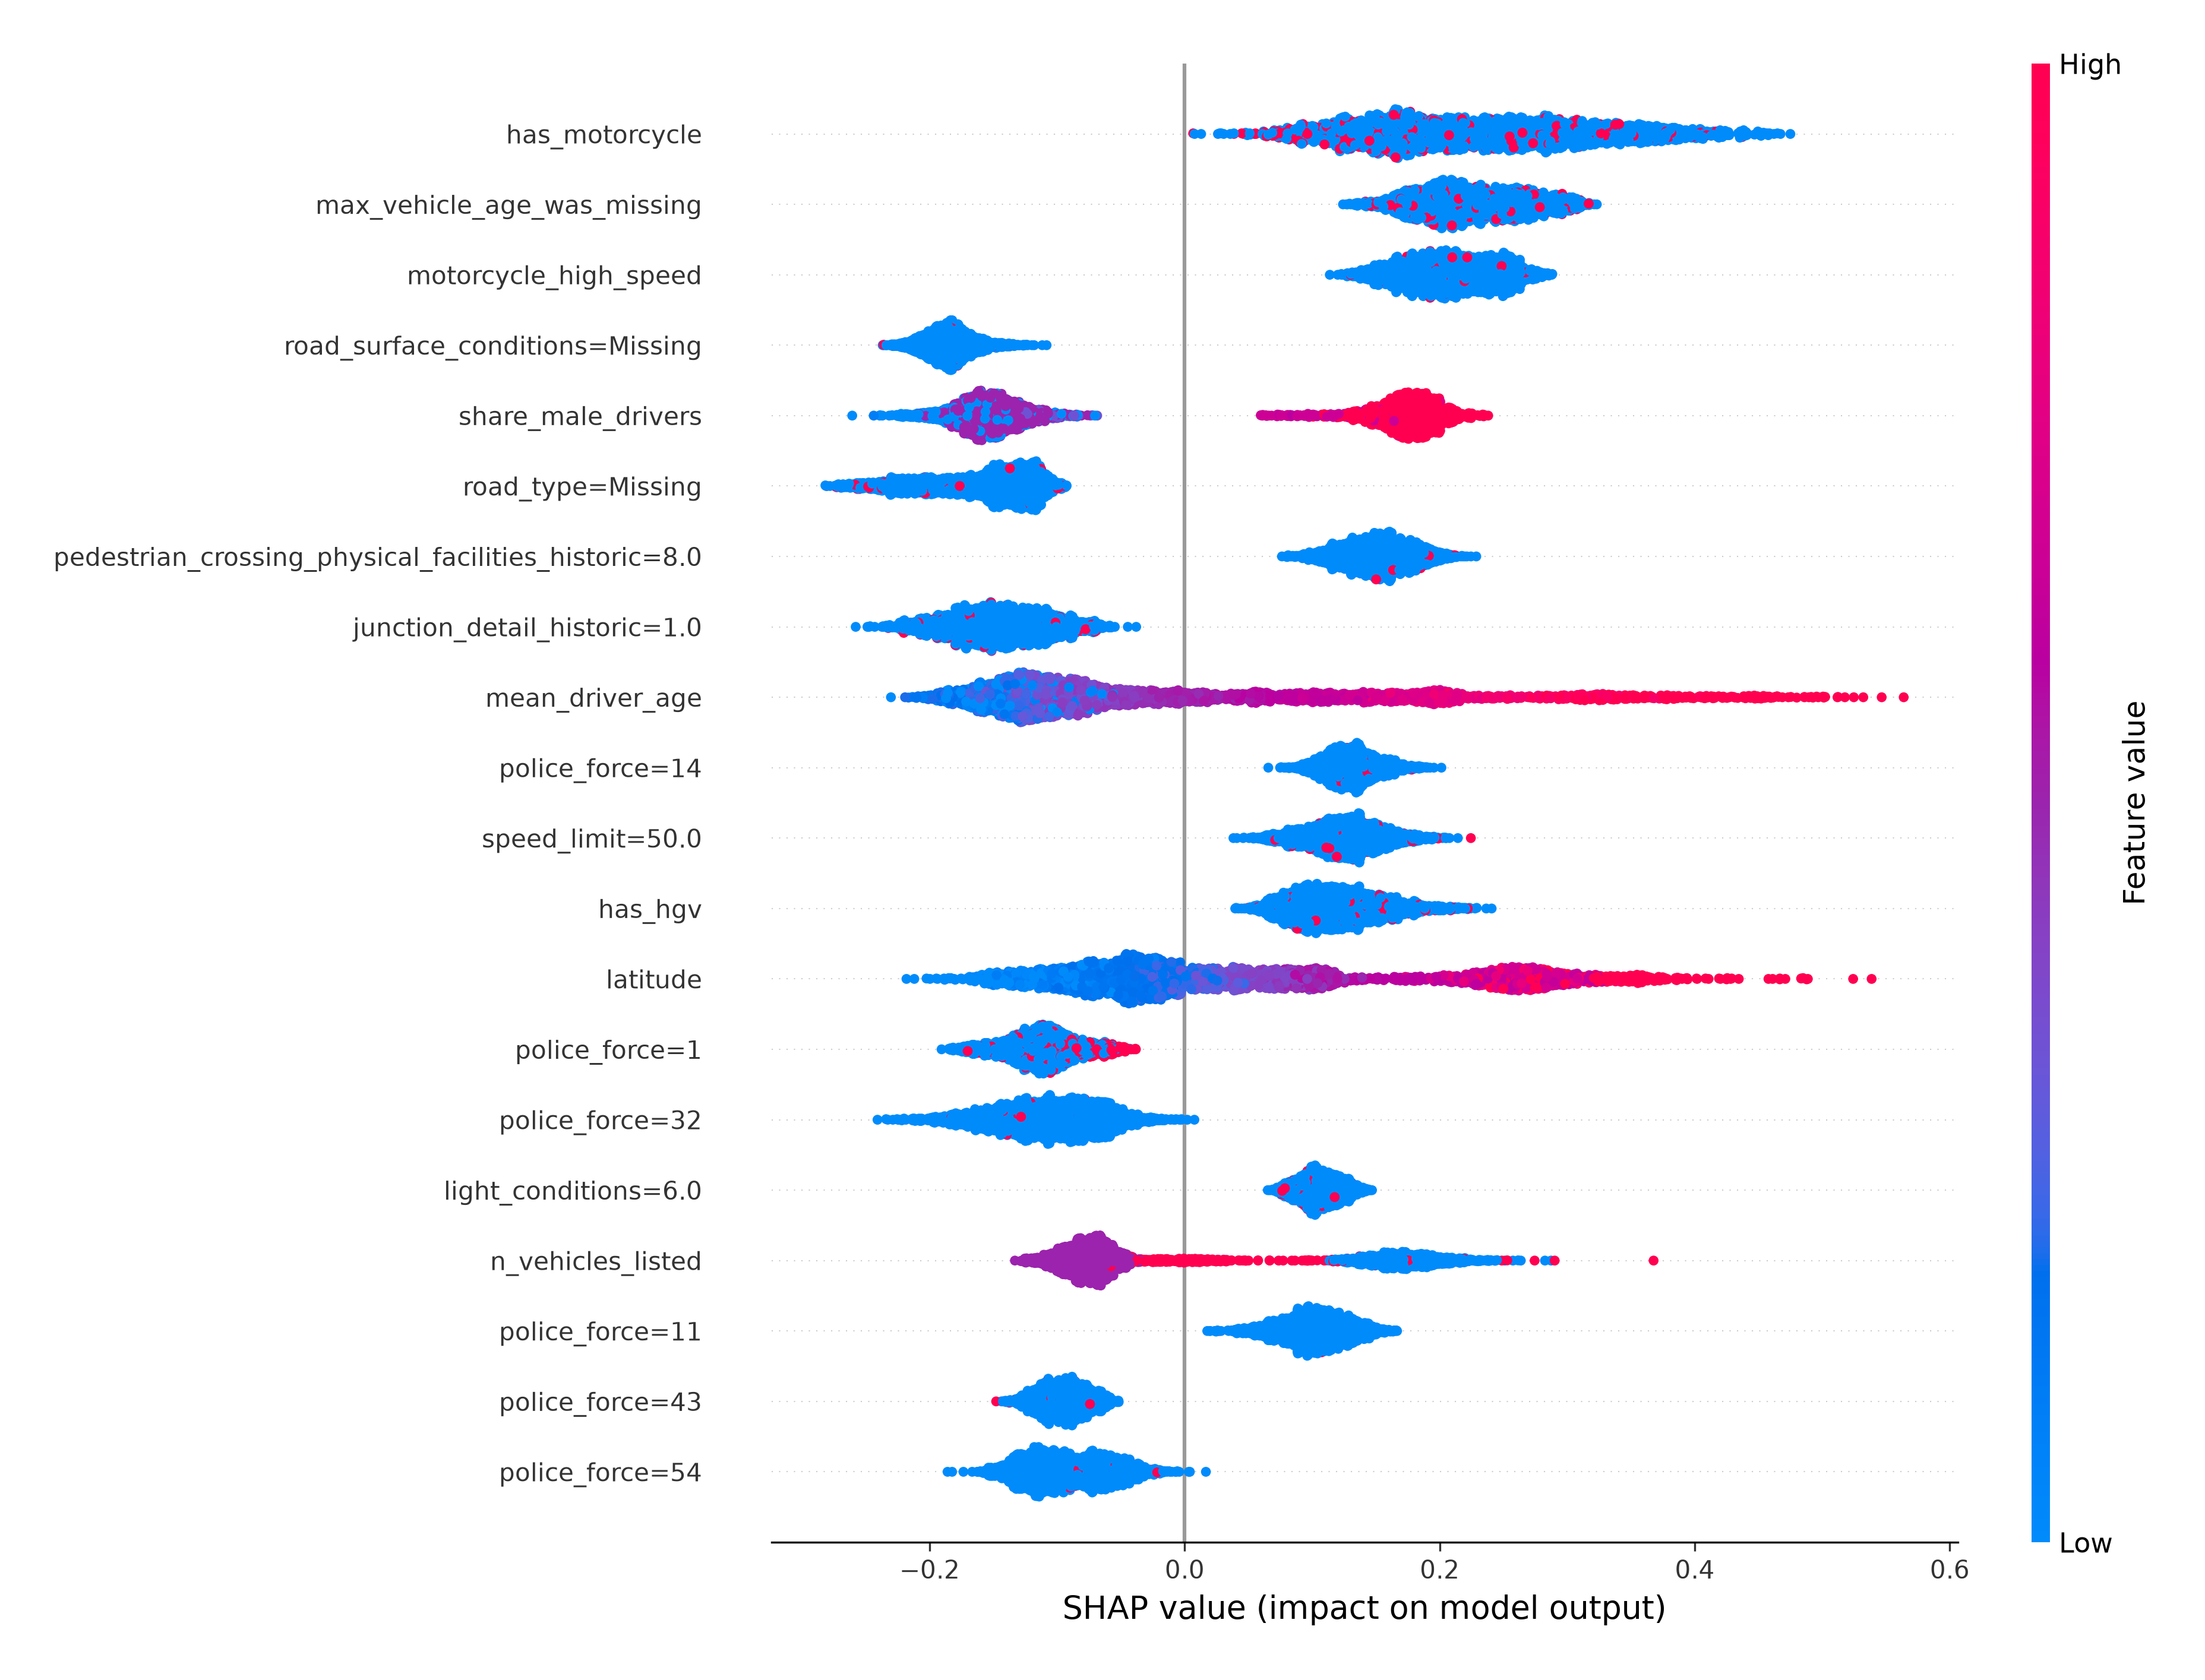 High
has_motorcycle
max_vehicle_age_was_missing
motorcycle_high_speed
road_surface_conditions=Missing
share_male_drivers
road_type=Missing
pedestrian_crossing_physical_facilities_historic=8.0
junction_detail_historic=1.0
mean_driver_age
police_force=14
speed_limit=50.0
has_hgv
latitude
police_force=1
police_force=32
light_conditions=6.0
n_vehicles_listed
police_force=11
police_force=43
police_force=54
Feature value
Low
−0.2 0.0 0.2 0.4 0.6
SHAP value (impact on model output)